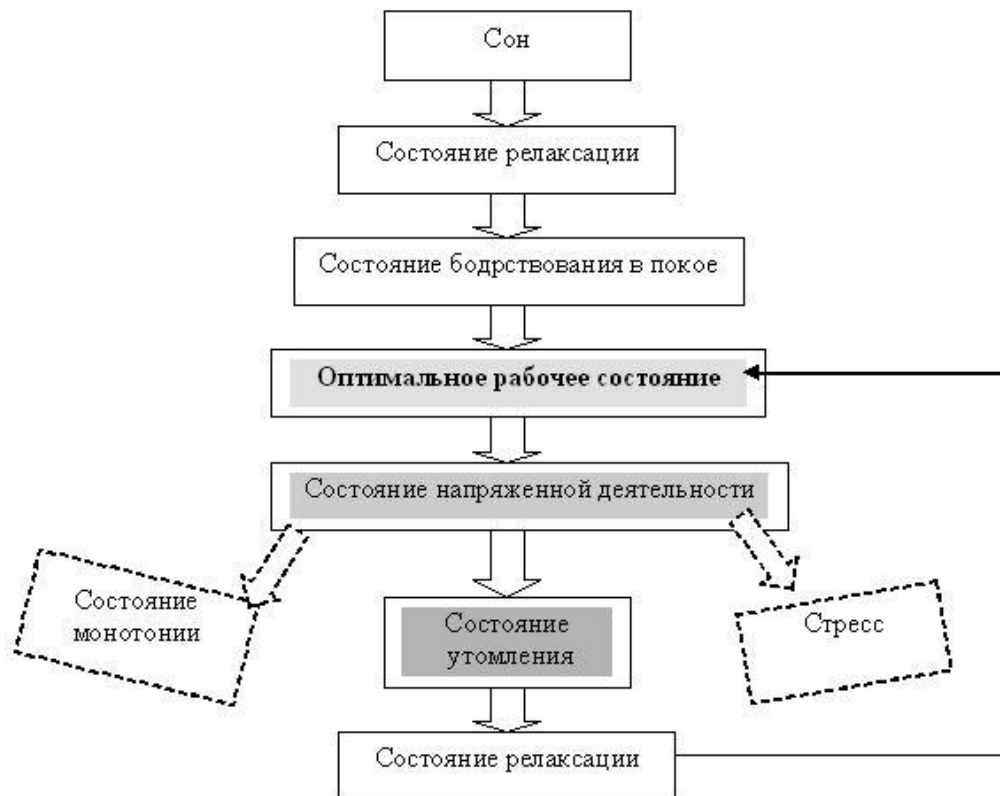 Сон
Состояние релаксации
Состояние бодрствования в покое
Оптимальное рабочее состояние
Состояние напряженной деятельности
Состояние
монотонии
Состояние
утомления
Стресс
Состояние релаксации